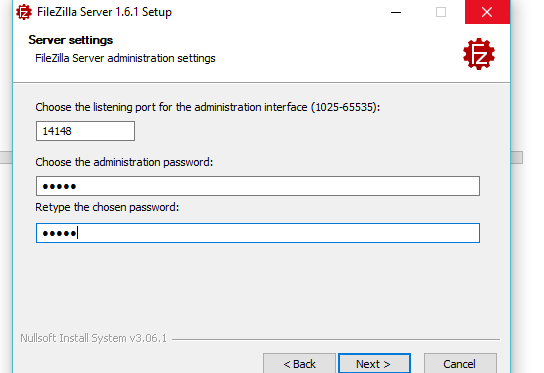 FileZilla Server 1.6.1 Setup
Server settings
FileZilla Server administration settings
Choose the listening port for the administration interface (1025-65535):
14148
Choose the administration password:
●●●●●
Retype the chosen password:
●●●●●
Nullsoft Install System v3.06.1
< Back
Next >
Cancel